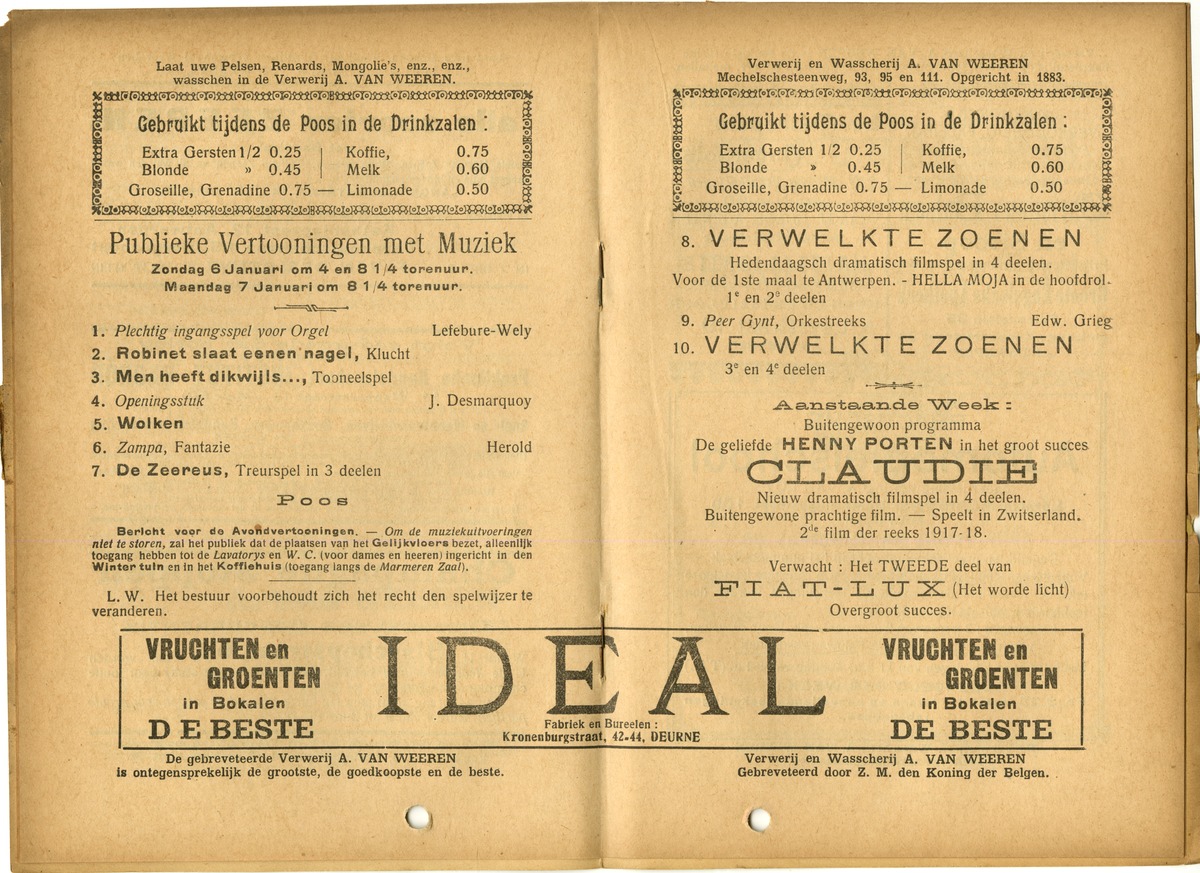 Laat uwe Pelsen, Renards, Mongolie's, enz., enz.,
wasschen in de Verwerij A. VAN WEEREN.
Gebruikt tijdens de Poos in de Drinkzalen :
Extra Gersten 1/2 0.25 | Koffie, 0.75
Blonde » 0.45 | Melk 0.60
Groseille, Grenadine 0.75 — Limonade 0.50
Publieke Vertooningen met Muziek
Zondag 6 Januari om 4 en 8 1/4 torenuur.
Maandag 7 Januari om 8 1/4 torenuur.
1. Plechtig ingangsspel voor Orgel Lefebure-Wely
2. Robinet slaat eenen nagel, Klucht
3. Men heeft dikwijls..., Tooneelspel
4. Openingsstuk J. Desmarquoy
5. Wolken
6. Zampa, Fantazie Herold
7. De Zeereus, Treurspel in 3 deelen
Poos
Bericht voor de Avondvertooningen. — Om de muziekuitvoeringen
niet te storen, zal het publiek dat de plaatsen van het Gelijkvloers bezet, alleenlijk
toegang hebben tot de Lavatorys en W. C. (voor dames en heeren) ingericht in den
Wintertuin en in het Koffiehuis (toegang langs de Marmeren Zaal).
L. W. Het bestuur voorbehoudt zich het recht den spelwijzer te
veranderen.
Verwerij en Wasscherij A. VAN WEEREN
Mechelschesteenweg, 93, 95 en 111. Opgericht in 1883.
Gebruikt tijdens de Poos in de Drinkzalen :
Extra Gersten 1/2 0.25 | Koffie, 0.75
Blonde » 0.45 | Melk 0.60
Groseille, Grenadine 0.75 — Limonade 0.50
8. VERWELKTE ZOENEN
Hedendaagsch dramatisch filmspel in 4 deelen.
Voor de 1ste maal te Antwerpen. - HELLA MOJA in de hoofdrol.
1e en 2e deelen
9. Peer Gynt, Orkestreeks Edw. Grieg
10. VERWELKTE ZOENEN
3e en 4e deelen
Aanstaande Week :
Buitengewoon programma
De geliefde HENNY PORTEN in het groot succes
CLAUDIE
Nieuw dramatisch filmspel in 4 deelen.
Buitengewone prachtige film. — Speelt in Zwitserland.
2de film der reeks 1917-18.
Verwacht : Het TWEEDE deel van
FIAT-LUX (Het worde licht)
Overgroot succes.
VRUCHTEN en
GROENTEN
in Bokalen
DE BESTE
IDEAL
Fabriek en Bureelen :
Kronenburgstraat, 42-44, DEURNE
VRUCHTEN en
GROENTEN
in Bokalen
DE BESTE
De gebreveteerde Verwerij A. VAN WEEREN
is ontegensprekelijk de grootste, de goedkoopste en de beste.
Verwerij en Wasscherij A. VAN WEEREN
Gebreveteerd door Z. M. den Koning der Belgen.